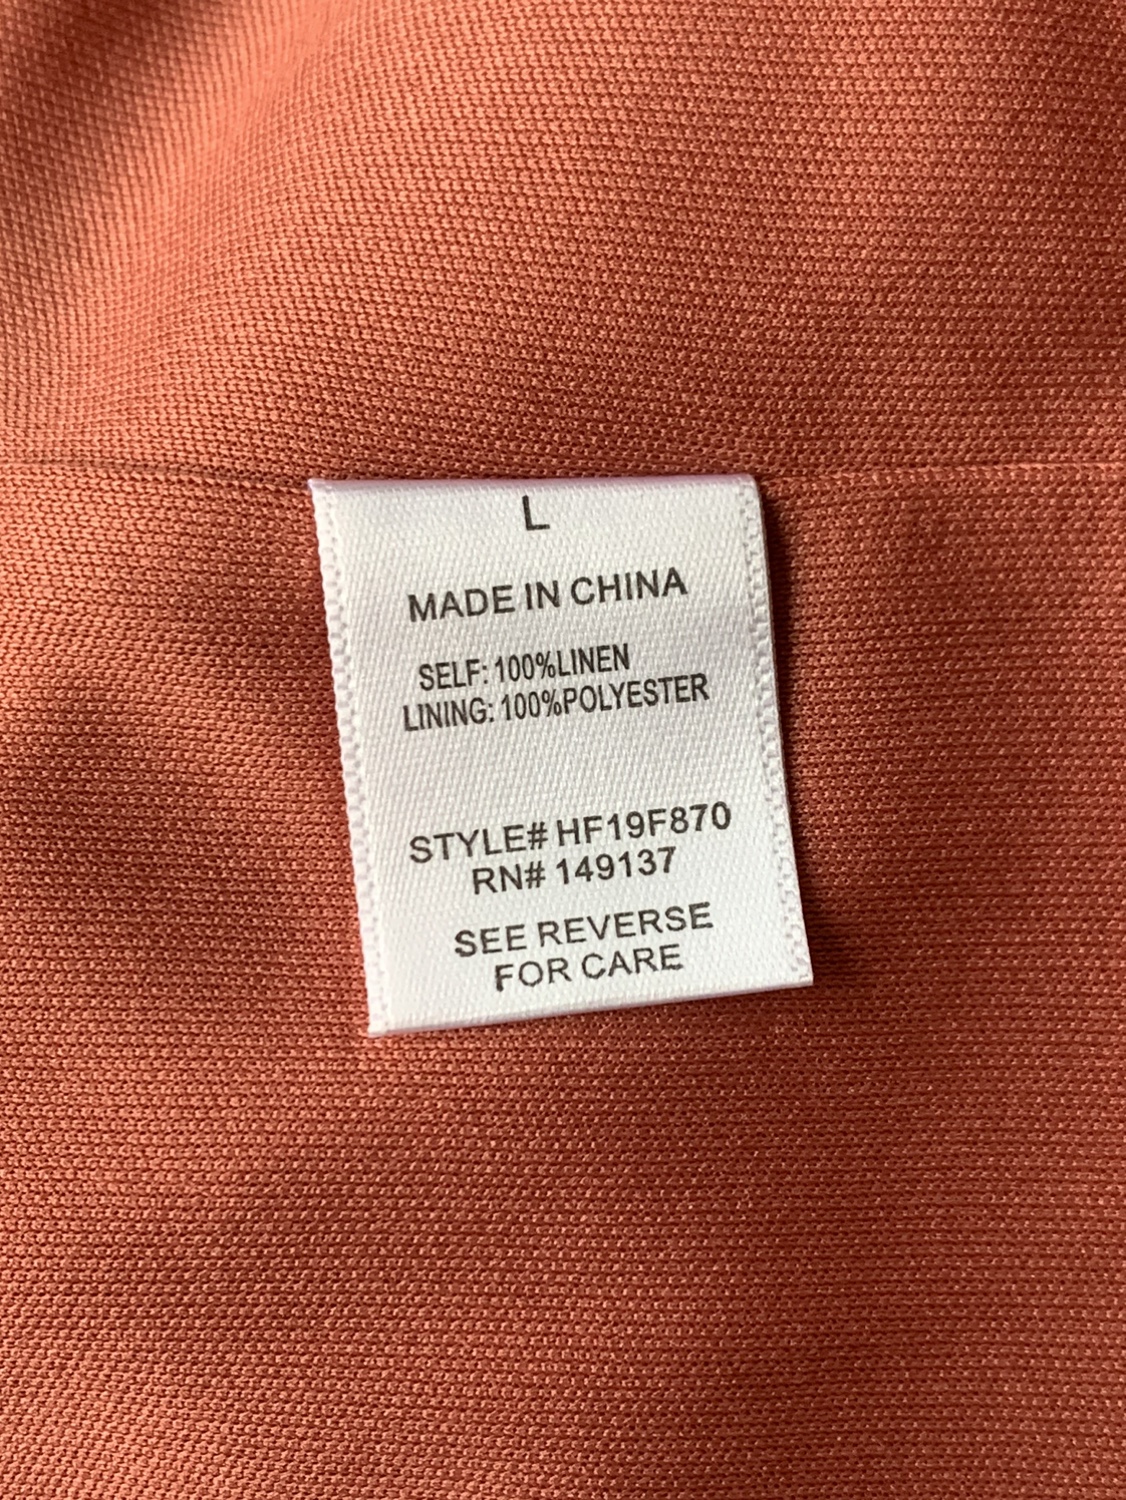 L
MADE IN CHINA
SELF: 100%LINEN
LINING: 100%POLYESTER
STYLE# HF19F870
RN# 149137
SEE REVERSE
FOR CARE